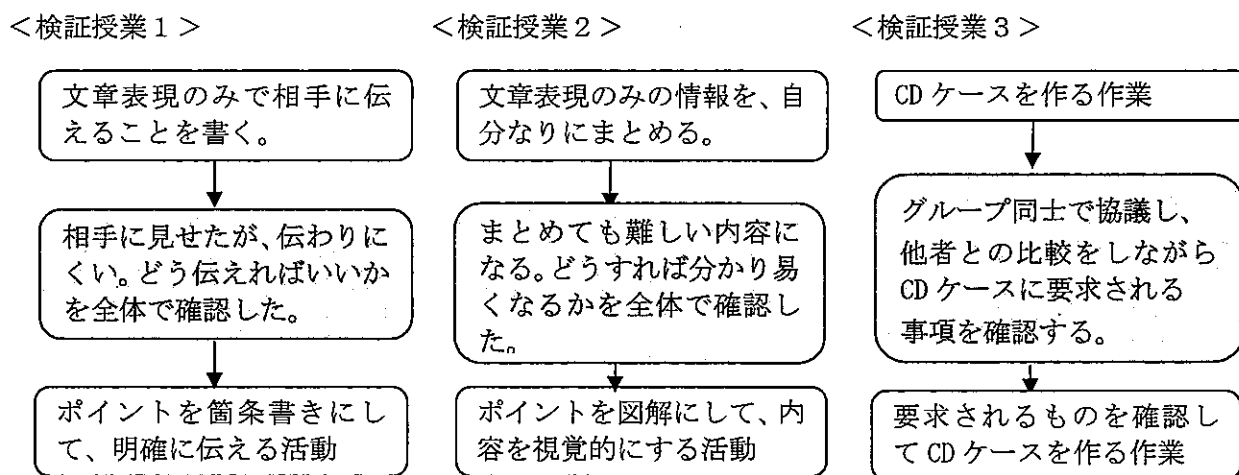 ＜検証授業１＞
文章表現のみで相手に伝
えることを書く。
相手に見せたが、伝わりに
くい。どう伝えればいいか
を全体で確認した。
ポイントを箇条書きにし
て、明確に伝える活動
＜検証授業２＞
文章表現のみの情報を、自
分なりにまとめる。
まとめても難しい内容に
なる。どうすれば分かり易
くなるかを全体で確認し
た。
ポイントを図解にして、内
容を視覚的にする活動
＜検証授業３＞
CD ケースを作る作業
グループ同士で協議し、
他者との比較をしながら
CD ケースに要求される
事項を確認する。
要求されるものを確認し
て CD ケースを作る作業